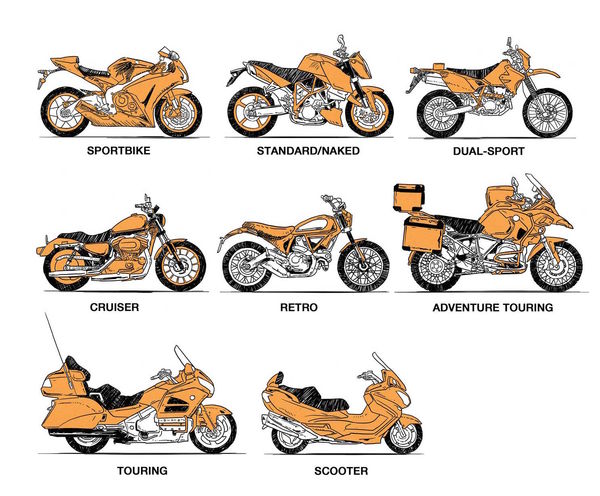 SPORTBIKE
STANDARD/NAKED
DUAL-SPORT
CRUISER
RETRO
ADVENTURE TOURING
TOURING
SCOOTER